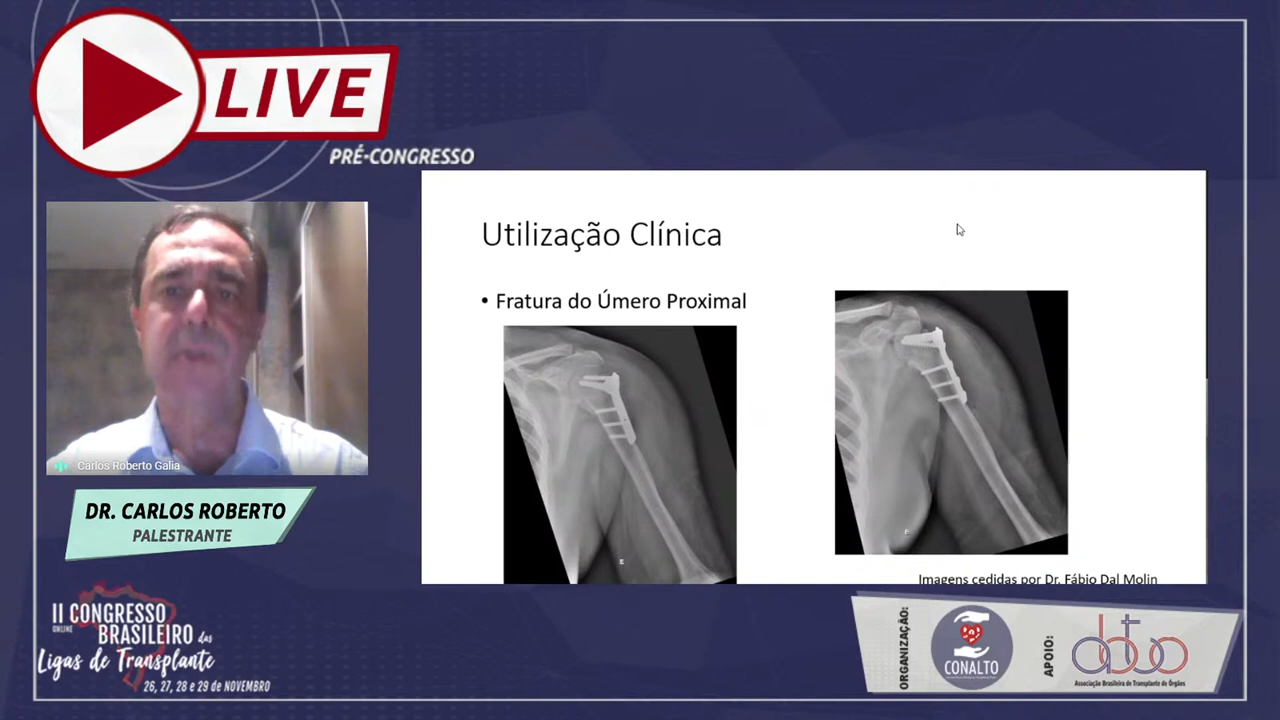 LIVE
PRÉ-CONGRESSO
Utilização Clínica
• Fratura do Úmero Proximal
E
Imagens cedidas por Dr. Fábio Dal Molin
Carlos Roberto Galia
DR. CARLOS ROBERTO
PALESTRANTE
II CONGRESSO
ONLINE
BRASILEIRO das
Ligas de Transplante
26, 27, 28 e 29 de NOVEMBRO
ORGANIZAÇÃO:
CONALTO
APOIO:
abto
Associação Brasileira de Transplante de Órgãos